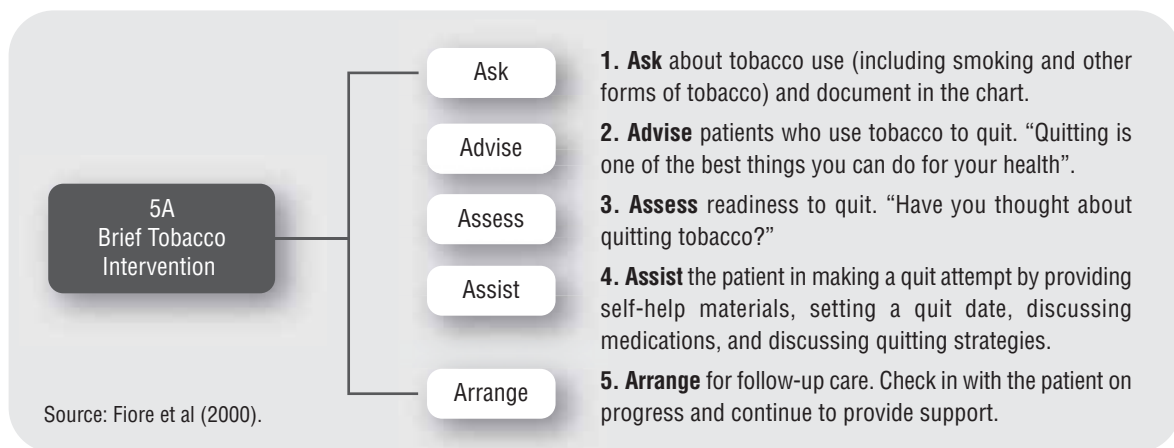 5A
Brief Tobacco
Intervention
Ask
Advise
Assess
Assist
Arrange
1. Ask about tobacco use (including smoking and other
forms of tobacco) and document in the chart.
2. Advise patients who use tobacco to quit. “Quitting is
one of the best things you can do for your health”.
3. Assess readiness to quit. “Have you thought about
quitting tobacco?”
4. Assist the patient in making a quit attempt by providing
self-help materials, setting a quit date, discussing
medications, and discussing quitting strategies.
5. Arrange for follow-up care. Check in with the patient on
progress and continue to provide support.
Source: Fiore et al (2000).